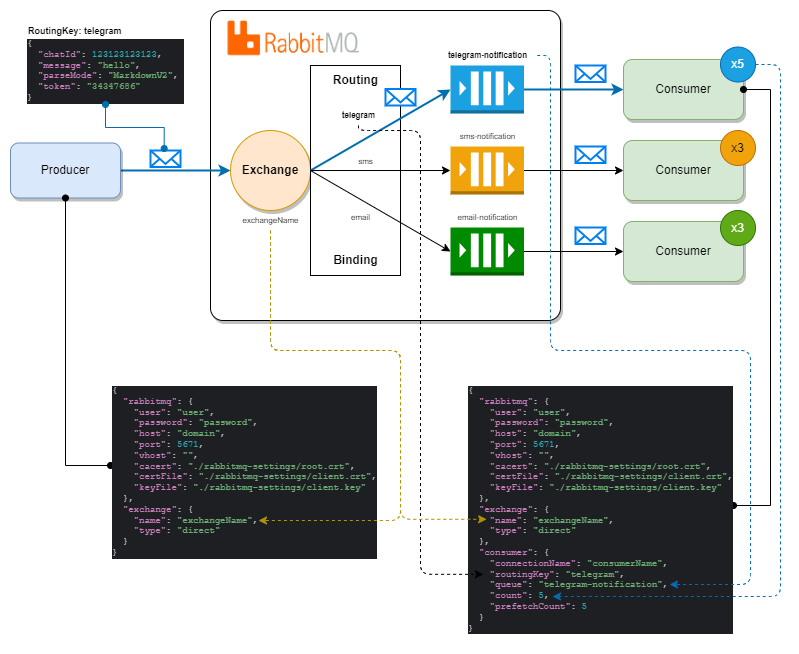 RoutingKey: telegram
{
"chatId": 123123123123,
"message": "hello",
"parseMode": "MarkdownV2",
"token": "34347686"
}
RabbitMQ
Routing
telegram-notification
x5
Consumer
telegram
Producer
Exchange
exchangeName
sms
sms-notification
x3
Consumer
email
email-notification
x3
Consumer
Binding
{
"rabbitmq": {
"user": "user",
"password": "password",
"host": "domain",
"port": 5671,
"vhost": "",
"cacert": "./rabbitmq-settings/root.crt",
"certFile": "./rabbitmq-settings/client.crt",
"keyFile": "./rabbitmq-settings/client.key"
},
"exchange": {
"name": "exchangeName",
"type": "direct"
}
}
{
"rabbitmq": {
"user": "user",
"password": "password",
"host": "domain",
"port": 5671,
"vhost": "",
"cacert": "./rabbitmq-settings/root.crt",
"certFile": "./rabbitmq-settings/client.crt",
"keyFile": "./rabbitmq-settings/client.key"
},
"exchange": {
"name": "exchangeName",
"type": "direct"
},
"consumer": {
"connectionName": "consumerName",
"routingKey": "telegram",
"queue": "telegram-notification",
"count": 5,
"prefetchCount": 5
}
}